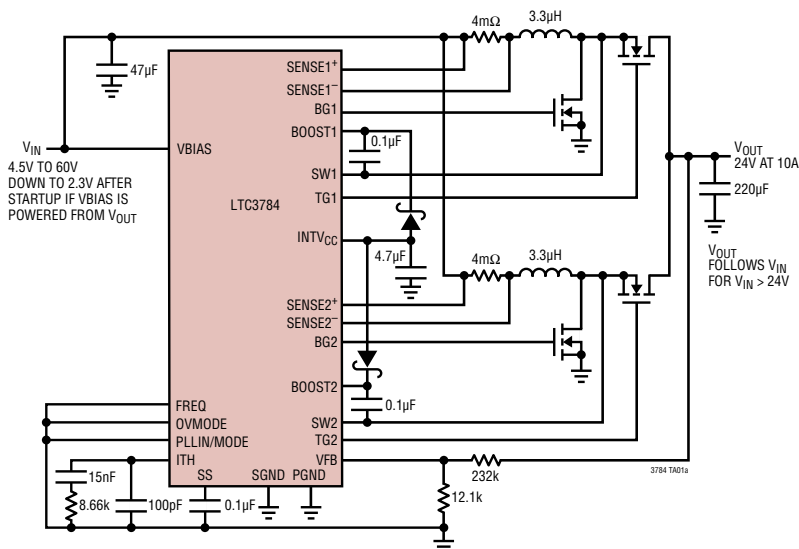 4mΩ
3.3μH
47μF
SENSE1+
SENSE1–
BG1
BOOST1
0.1μF
VIN
4.5V TO 60V
DOWN TO 2.3V AFTER
STARTUP IF VBIAS IS
POWERED FROM VOUT
VBIAS
SW1
TG1
LTC3784
VOUT
24V AT 10A
220μF
VOUT
FOLLOWS VIN
FOR VIN > 24V
INTVCC
4.7μF
4mΩ
3.3μH
SENSE2+
SENSE2–
BG2
BOOST2
0.1μF
FREQ
OVMODE
PLLIN/MODE
ITH
SS
SGND
PGND
SW2
TG2
VFB
232k
3784 TA01a
15nF
8.66k
100pF
0.1μF
12.1k